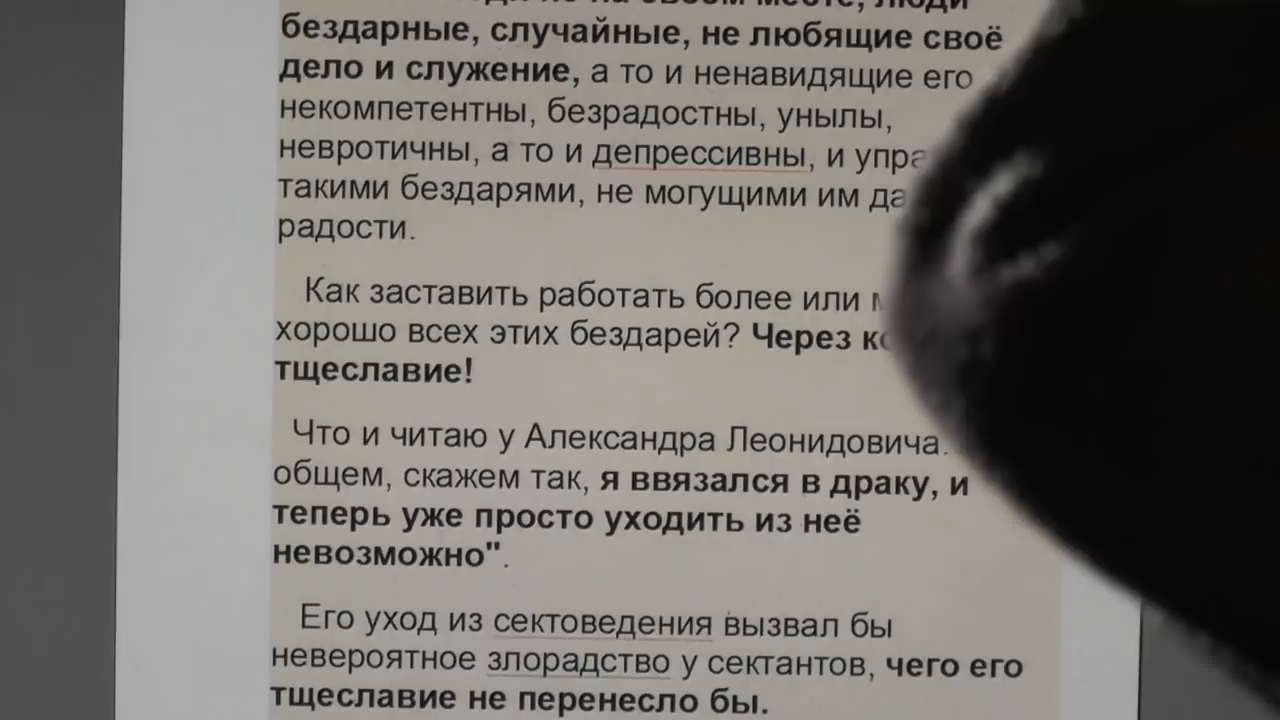 бездарные, случайные, не любящие своё
дело и служение, а то и ненавидящие его
некомпетентны, безрадостны, унылы,
невротичны, а то и депрессивны, и
такими бездарями, не могущими им
радости.
Как заставить работать более или
хорошо всех этих бездарей? Через
тщеславие!
Что и читаю у Александра Леонидовича.
общем, скажем так, я ввязался в драку, и
теперь уже просто уходить из неё
невозможно".
Его уход из сектоведения вызвал бы
невероятное злорадство у сектантов, чего его
тщеславие не перенесло бы.